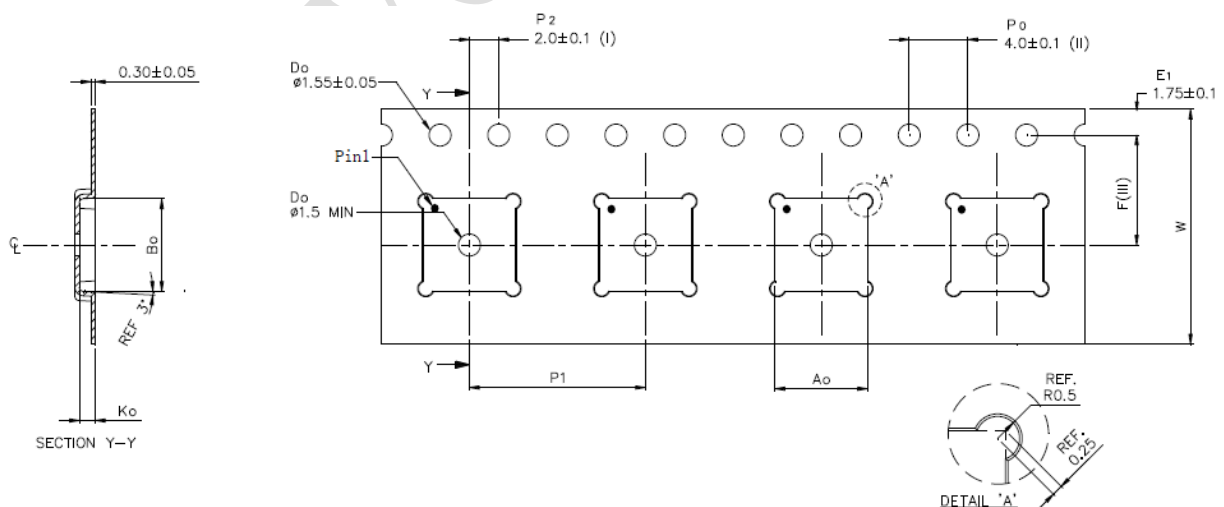 P2
2.0±0.1 (I)
Po
4.0±0.1 (II)
0.30±0.05
Do
ø1.55±0.05
Y
E1
1.75±0.1
Pin1
'A'
Do
ø1.5 MIN
F(III)
W
℄
Bo
REF 3°
Y
P1
Ao
Ko
SECTION Y-Y
REF.
R0.5
REF.
0.25
DETAIL 'A'